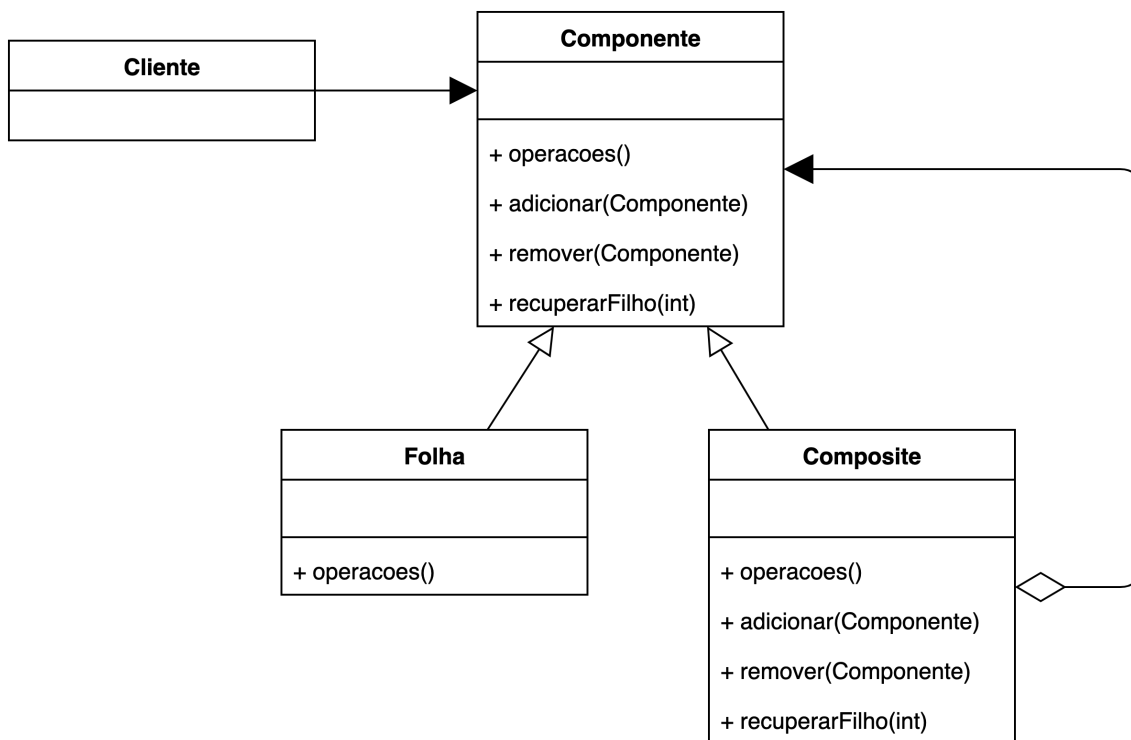 Cliente
Componente
+ operacoes()
+ adicionar(Componente)
+ remover(Componente)
+ recuperarFilho(int)
Folha
+ operacoes()
Composite
+ operacoes()
+ adicionar(Componente)
+ remover(Componente)
+ recuperarFilho(int)